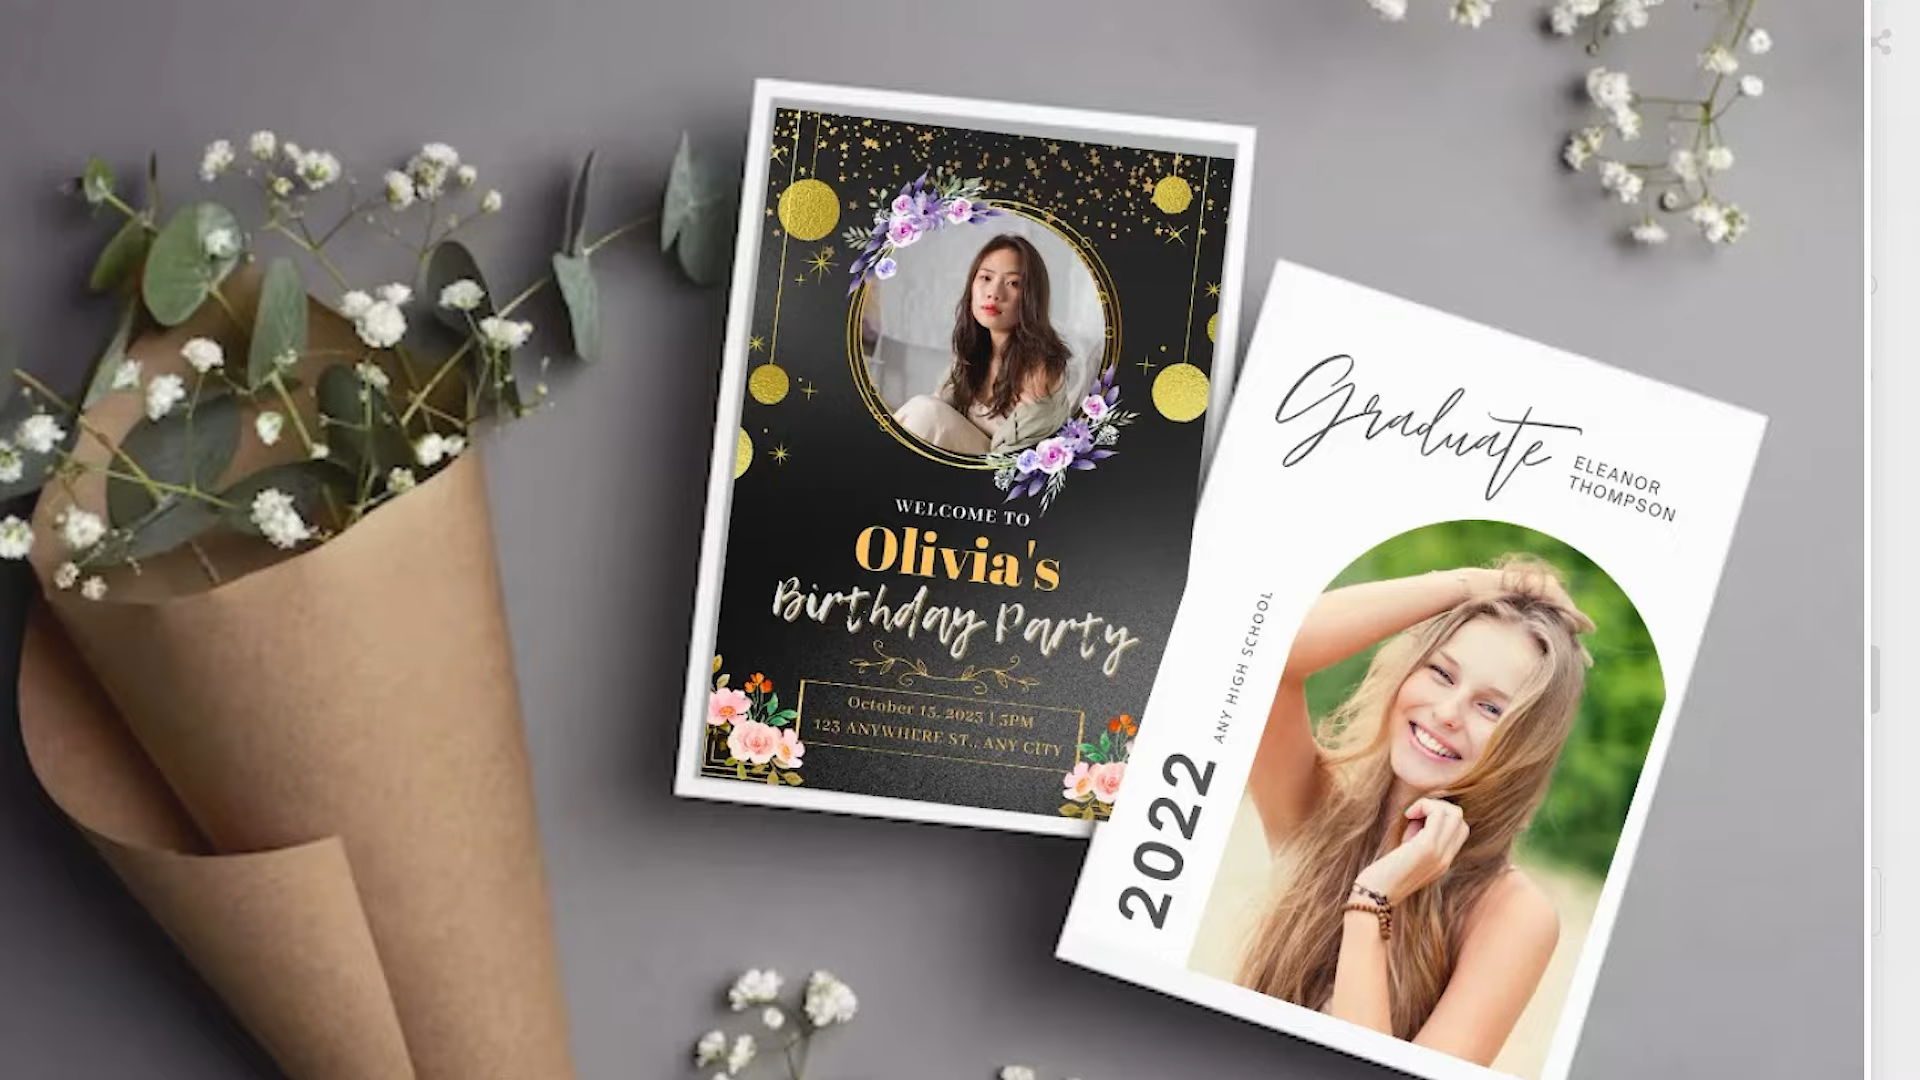 WELCOME TO
Olivia's
Birthday Party
October 15, 2025 | 5PM
123 ANYWHERE ST., ANY CITY
Graduate
ELEANOR
THOMPSON
ANY HIGH SCHOOL
2022